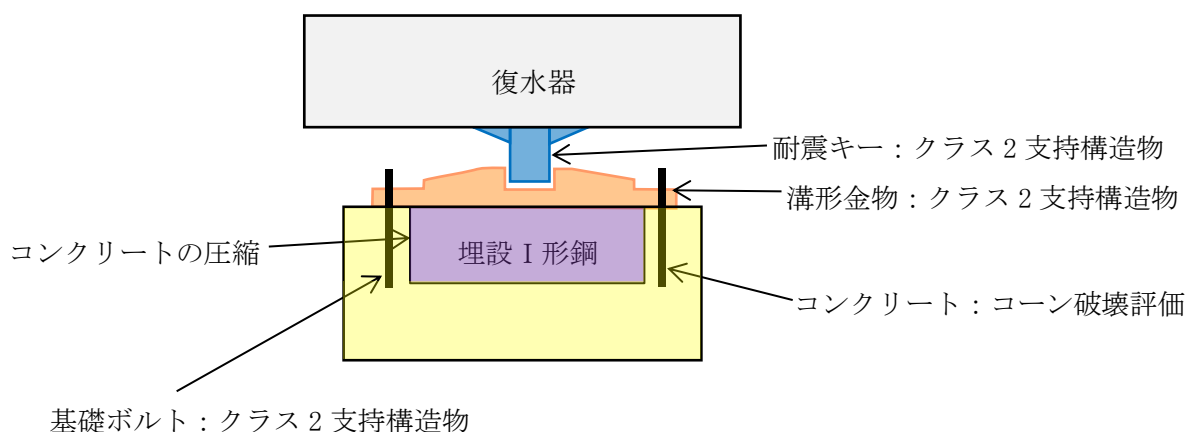 復水器
耐震キー：クラス２支持構造物
溝形金物：クラス２支持構造物
コンクリートの圧縮
埋設Ｉ形鋼
コンクリート：コーン破壊評価
基礎ボルト：クラス２支持構造物